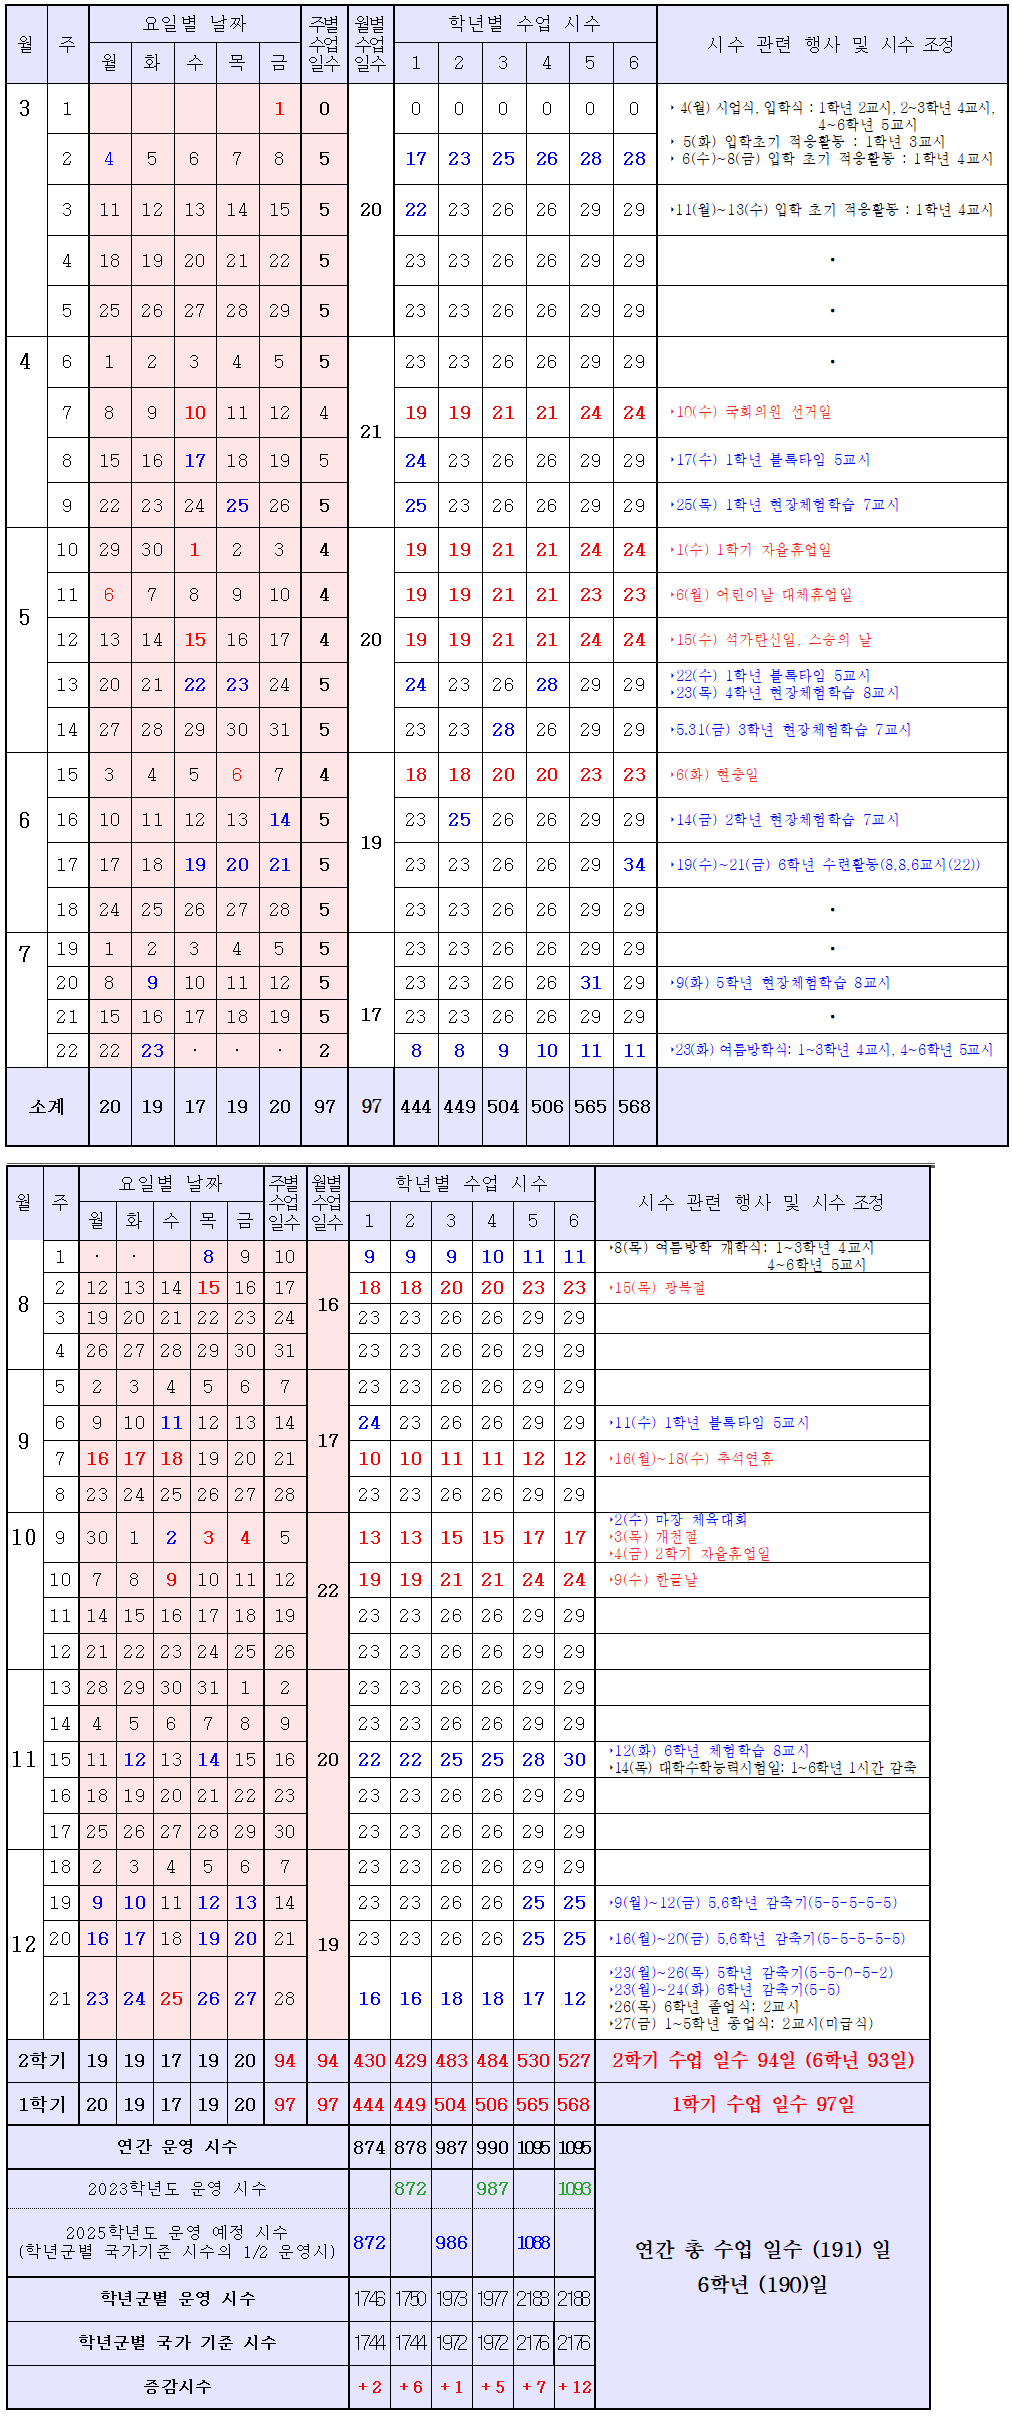 월 주 요일별 날짜 주별 수업 일수 월별 수업 일수 학년별 수업 시수 시수 관련 행사 및 시수 조정
월 화 수 목 금 1 2 3 4 5 6
3 1 1 0 20 0 0 0 0 0 0 ‣ 4(월) 시업식, 입학식 : 1학년 2교시, 2~3학년 4교시,
4~6학년 5교시
‣ 5(화) 입학초기 적응활동 : 1학년 3교시
2 4 5 6 7 8 5 17 23 25 26 28 28 ‣ 6(수)~8(금) 입학 초기 적응활동 : 1학년 4교시
3 11 12 13 14 15 5 22 23 26 26 29 29 ‣11(월)~13(수) 입학 초기 적응활동 : 1학년 4교시
4 18 19 20 21 22 5 23 23 26 26 29 29 ·
5 25 26 27 28 29 5 23 23 26 26 29 29 ·
4 6 1 2 3 4 5 5 21 23 23 26 26 29 29 ·
7 8 9 10 11 12 4 19 19 21 21 24 24 ‣10(수) 국회의원 선거일
8 15 16 17 18 19 5 24 23 26 26 29 29 ‣17(수) 1학년 블록타임 5교시
9 22 23 24 25 26 5 25 23 26 26 29 29 ‣25(목) 1학년 현장체험학습 7교시
5 10 29 30 1 2 3 4 20 19 19 21 21 24 24 ‣1(수) 1학기 자율휴업일
11 6 7 8 9 10 4 19 19 21 21 23 23 ‣6(월) 어린이날 대체휴업일
12 13 14 15 16 17 4 19 19 21 21 24 24 ‣15(수) 석가탄신일, 스승의 날
13 20 21 22 23 24 5 24 23 26 28 29 29 ‣22(수) 1학년 블록타임 5교시
‣23(목) 4학년 현장체험학습 8교시
14 27 28 29 30 31 5 23 23 28 26 29 29 ‣5.31(금) 3학년 현장체험학습 7교시
6 15 3 4 5 6 7 4 19 18 18 20 20 23 23 ‣6(화) 현충일
16 10 11 12 13 14 5 23 25 26 26 29 29 ‣14(금) 2학년 현장체험학습 7교시
17 17 18 19 20 21 5 23 23 26 26 29 34 ‣19(수)~21(금) 6학년 수련활동(8,8,6교시(22))
18 24 25 26 27 28 5 23 23 26 26 29 29 ·
7 19 1 2 3 4 5 5 17 23 23 26 26 29 29 ·
20 8 9 10 11 12 5 23 23 26 26 31 29 ‣9(화) 5학년 현장체험학습 8교시
21 15 16 17 18 19 5 23 23 26 26 29 29 ·
22 22 23 · · · 2 8 8 9 10 11 11 ‣23(화) 여름방학식: 1~3학년 4교시, 4~6학년 5교시
소계 20 19 17 19 20 97 97 444 449 504 506 565 568
월 주 요일별 날짜 주별 수업 일수 월별 수업 일수 학년별 수업 시수 시수 관련 행사 및 시수 조정
월 화 수 목 금 1 2 3 4 5 6
8 1 · · 8 9 10 16 9 9 9 10 11 11 ‣8(목) 여름방학 개학식: 1~3학년 4교시
4~6학년 5교시
2 12 13 14 15 16 17 18 18 20 20 23 23 ‣15(목) 광복절
3 19 20 21 22 23 24 23 23 26 26 29 29
4 26 27 28 29 30 31 23 23 26 26 29 29
9 5 2 3 4 5 6 7 17 23 23 26 26 29 29
6 9 10 11 12 13 14 24 23 26 26 29 29 ‣11(수) 1학년 블록타임 5교시
7 16 17 18 19 20 21 10 10 11 11 12 12 ‣16(월)~18(수) 추석연휴
8 23 24 25 26 27 28 23 23 26 26 29 29
10 9 30 1 2 3 4 5 22 13 13 15 15 17 17 ‣2(수) 마장 체육대회
‣3(목) 개천절
‣4(금) 2학기 자율휴업일
10 7 8 9 10 11 12 19 19 21 21 24 24 ‣9(수) 한글날
11 14 15 16 17 18 19 23 23 26 26 29 29
12 21 22 23 24 25 26 23 23 26 26 29 29
11 13 28 29 30 31 1 2 20 23 23 26 26 29 29
14 4 5 6 7 8 9 23 23 26 26 29 29
15 11 12 13 14 15 16 22 22 25 25 28 30 ‣12(화) 6학년 체험학습 8교시
‣14(목) 대학수학능력시험일: 1~6학년 1시간 감축
16 18 19 20 21 22 23 23 23 26 26 29 29
17 25 26 27 28 29 30 23 23 26 26 29 29
12 18 2 3 4 5 6 7 19 23 23 26 26 29 29
19 9 10 11 12 13 14 23 23 26 26 25 25 ‣9(월)~12(금) 5,6학년 감축기(5-5-5-5-5)
20 16 17 18 19 20 21 23 23 26 26 25 25 ‣16(월)~20(금) 5,6학년 감축기(5-5-5-5-5)
21 23 24 25 26 27 28 16 16 18 18 17 12 ‣23(월)~26(목) 5학년 감축기(5-5-0-5-2)
‣23(월)~24(화) 6학년 감축기(5-5)
‣26(목) 6학년 졸업식: 2교시
‣27(금) 1~5학년 종업식: 2교시(미급식)
2학기 19 19 17 19 20 94 94 430 429 483 484 530 527 2학기 수업 일수 94일 (6학년 93일)
1학기 20 19 17 19 20 97 97 444 449 504 506 565 568 1학기 수업 일수 97일
연간 운영 시수 874 878 987 990 1095 1095
2023학년도 운영 시수 872 987 1093
2025학년도 운영 예정 시수
(학년군별 국가기준 시수의 1/2 운영시) 872 986 1088
연간 총 수업 일수 (191) 일
6학년 (190)일
학년군별 운영 시수 1746 1750 1973 1977 2183 2188
학년군별 국가 기준 시수 1744 1744 1972 1972 2176 2176
증감시수 +2 +6 +1 +5 +7 +12